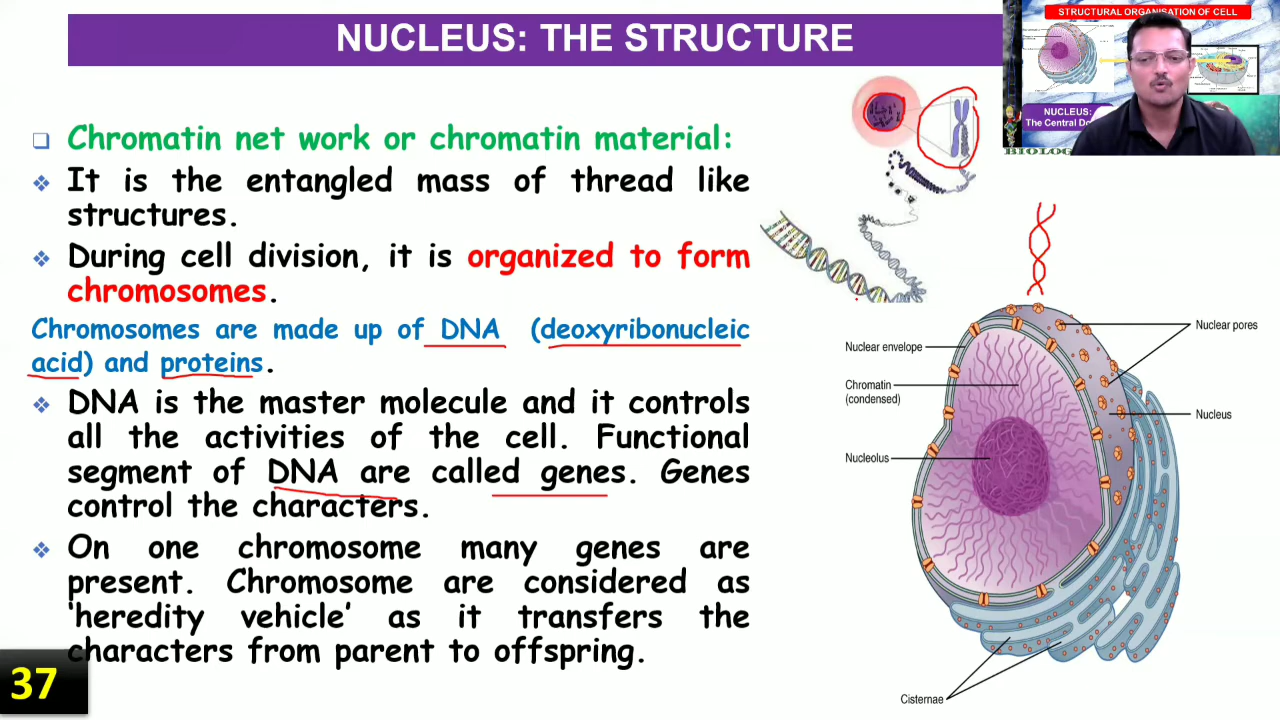 NUCLEUS: THE STRUCTURE
STRUCTURAL ORGANISATION OF CELL
NUCLEUS:
The Central
BIOLOG
Chromatin net work or chromatin material:
It is the entangled mass of thread like
structures.
During cell division, it is organized to form
chromosomes.
Chromosomes are made up of DNA (deoxyribonucleic
acid) and proteins.
DNA is the master molecule and it controls
all the activities of the cell. Functional
segment of DNA are called genes. Genes
control the characters.
On one chromosome many genes are
present. Chromosome are considered as
'heredity vehicle' as it transfers the
characters from parent to offspring.
37
Nuclear pores
Nuclear envelope
Chromatin
(condensed)
Nucleus
Nucleolus
Cisternae